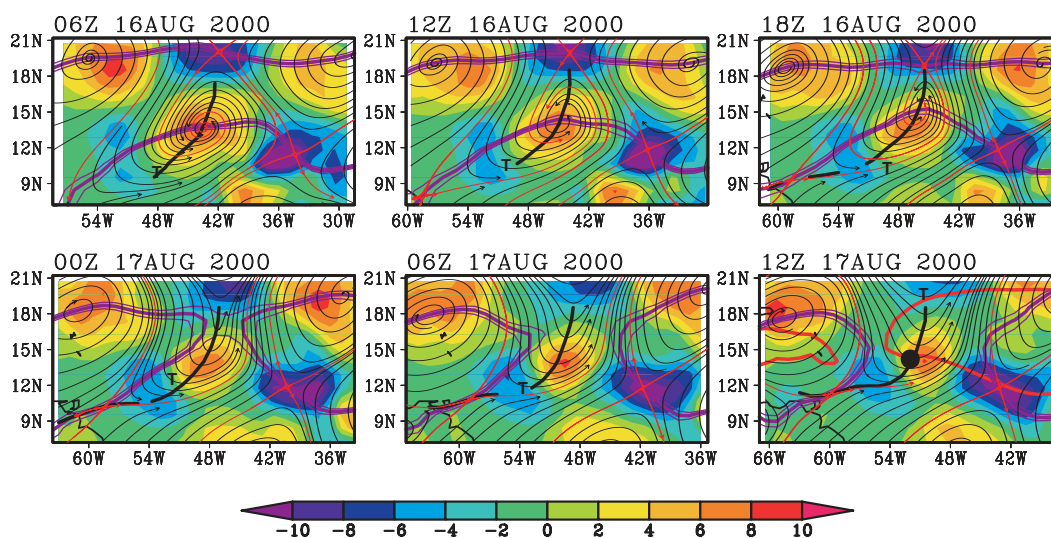 06Z 16AUG 2000 12Z 16AUG 2000 18Z 16AUG 2000
21N 21N 21N
18N 18N 18N
15N 15N 15N
12N 12N 12N
T T T
9N 9N 9N
54W 48W 42W 36W 30W 60W 54W 48W 42W 36W 60W 54W 48W 42W 36W
00Z 17AUG 2000 06Z 17AUG 2000 12Z 17AUG 2000
21N 21N 21N
T
18N 18N 18N
15N 15N 15N
T T
12N 12N 12N
9N 9N 9N
60W 54W 48W 42W 36W 60W 54W 48W 42W 36W 66W 60W 54W 48W 42W
-10 -8 -6 -4 -2 0 2 4 6 8 10